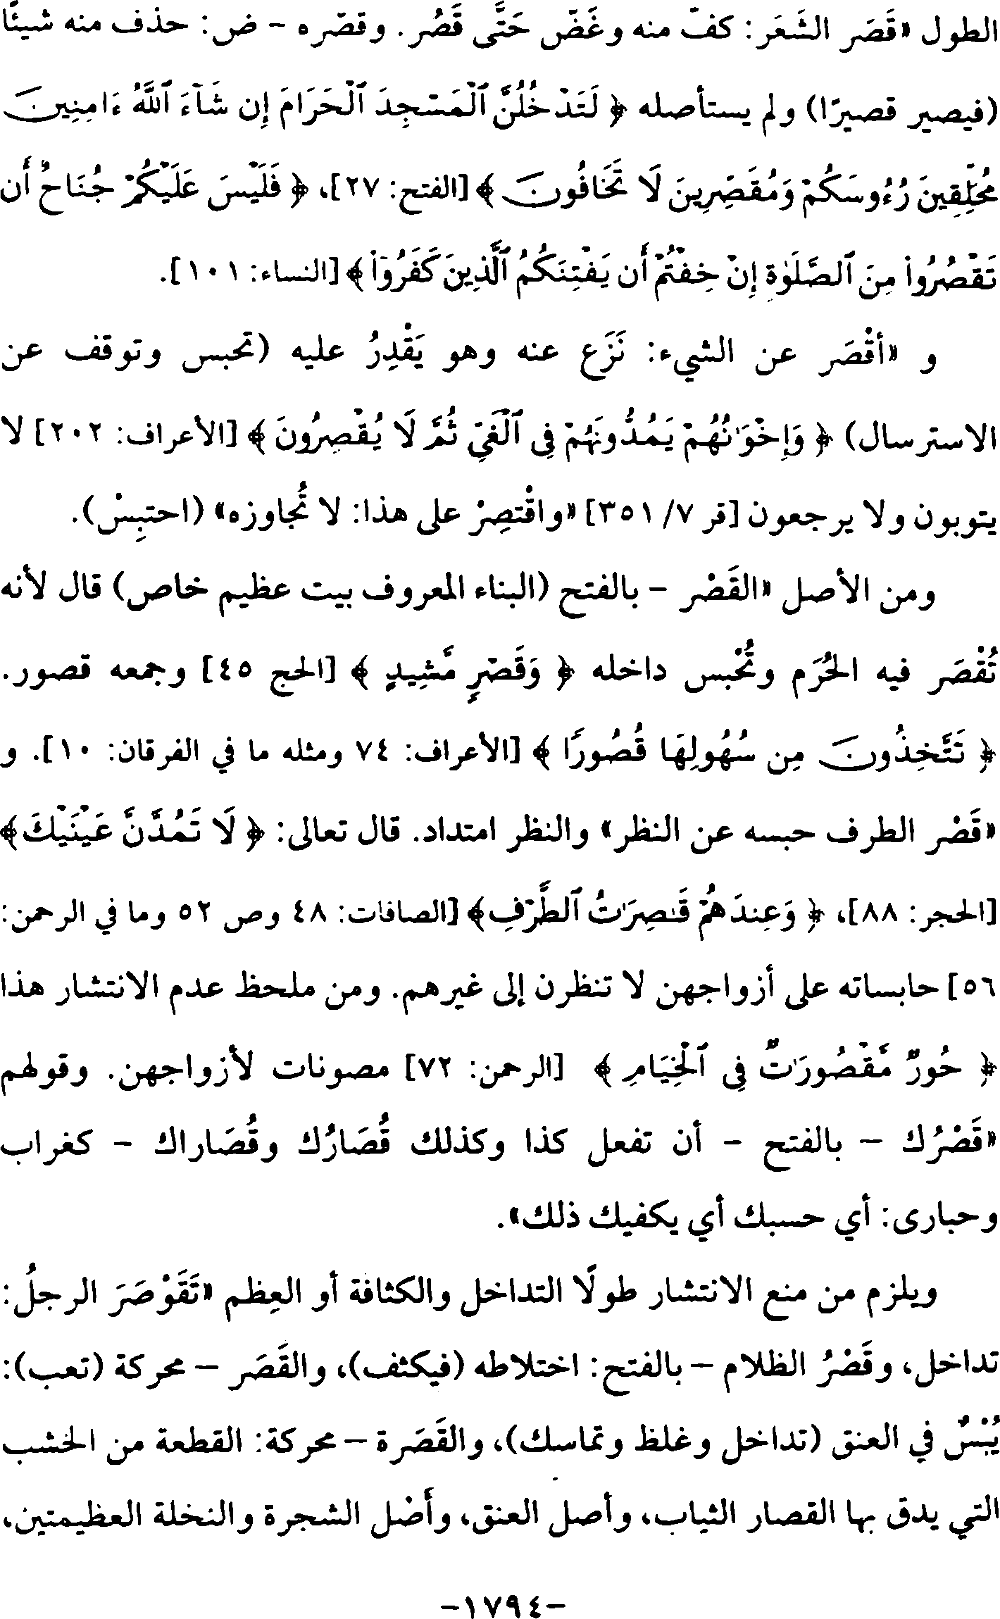 الطول «قَصَر الشَعَر: كفّ منه وغَضّ حَتَّى قَصُر. وقصّره - ض: حذف منه شيئًا
(فيصير قصيرًا) ولم يستأصله ﴿ لَتَدْخُلُنَّ ٱلْمَسْجِدَ ٱلْحَرَامَ إِن شَآءَ ٱللَّهُ ءَامِنِينَ
مُحَلِّقِينَ رُءُوسَكُمْ وَمُقَصِّرِينَ لَا تَخَافُونَ ﴾ [الفتح: ٢٧]، ﴿ فَلَيْسَ عَلَيْكُمْ جُنَاحٌ أَن
تَقْصُرُوا۟ مِنَ ٱلصَّلَوٰةِ إِنْ خِفْتُمْ أَن يَفْتِنَكُمُ ٱلَّذِينَ كَفَرُوٓا۟ ﴾ [النساء: ١٠١].
و «أقْصَر عن الشيء: نَزَع عنه وهو يَقْدِرُ عليه (تحبس وتوقف عن
الاسترسال) ﴿ وَإِخْوَٰنُهُمْ يَمُدُّونَهُمْ فِى ٱلْغَىِّ ثُمَّ لَا يُقْصِرُونَ ﴾ [الأعراف: ٢٠٢] لا
يتوبون ولا يرجعون [قر ٧/ ٣٥١] «واقْتصِرْ على هذا: لا تُجاوزه» (احتبِسْ).
ومن الأصل «القَصْر - بالفتح (البناء المعروف بيت عظيم خاص) قال لأنه
تُقْصَر فيه الحُرَم وتُحْبس داخله ﴿ وَقَصْرٍ مَّشِيدٍ ﴾ [الحج ٤٥] وجمعه قصور.
﴿ تَتَّخِذُونَ مِن سُهُولِهَا قُصُورًا ﴾ [الأعراف: ٧٤ ومثله ما في الفرقان: ١٠]. و
«قَصْر الطرف حبسه عن النظر» والنظر امتداد. قال تعالى: ﴿ لَا تَمُدَّنَّ عَيْنَيْكَ ﴾
[الحجر: ٨٨]، ﴿ وَعِندَهُمْ قَـٰصِرَٰتُ ٱلطَّرْفِ ﴾ [الصافات: ٤٨ وص ٥٢ وما في الرحمن:
٥٦] حابساته على أزواجهن لا تنظرن إلى غيرهم. ومن ملحظ عدم الانتشار هذا
﴿ حُورٌ مَّقْصُورَٰتٌ فِى ٱلْخِيَامِ ﴾ [الرحمن: ٧٢] مصونات لأزواجهن. وقولهم
«قَصْرُك - بالفتح - أن تفعل كذا وكذلك قُصَارُك وقُصَاراك - كغراب
وحبارى: أي حسبك أي يكفيك ذلك».
ويلزم من منع الانتشار طولًا التداخل والكثافة أو العِظم «تَقَوْصَرَ الرجلُ:
تداخل، وقَصْرُ الظلام - بالفتح: اختلاطه (فيكثف)، والقَصَر - محركة (تعب):
يُبْسٌ في العنق (تداخل وغلظ وتماسك)، والقَصَرة - محركة: القطعة من الخشب
التي يدق بها القصار الثياب، وأصل العنق، وأَصْل الشجرة والنخلة العظيمتين،
-١٧٩٤-